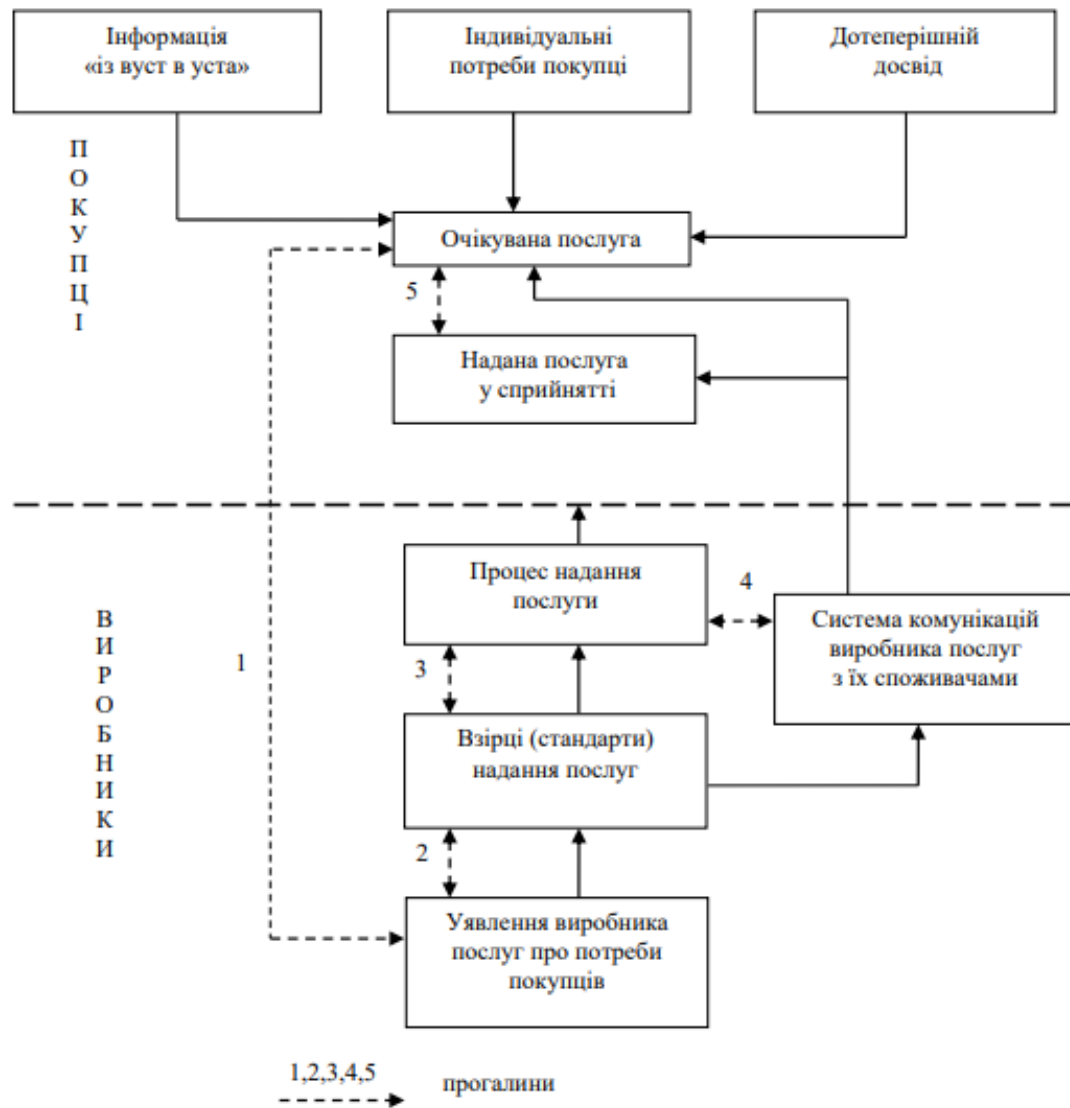 Інформація
«із вуст в уста»
Індивідуальні
потреби покупці
Дотеперішній
досвід
П
О
К
У
П
Ц
І
Очікувана послуга
5
Надана послуга
у сприйнятті
Процес надання
послуги
4
Система комунікацій
виробника послуг
з їх споживачами
В
И
Р
О
Б
Н
И
К
И
1
3
Взірці (стандарти)
надання послуг
2
Уявлення виробника
послуг про потреби
покупців
1,2,3,4,5
прогалини